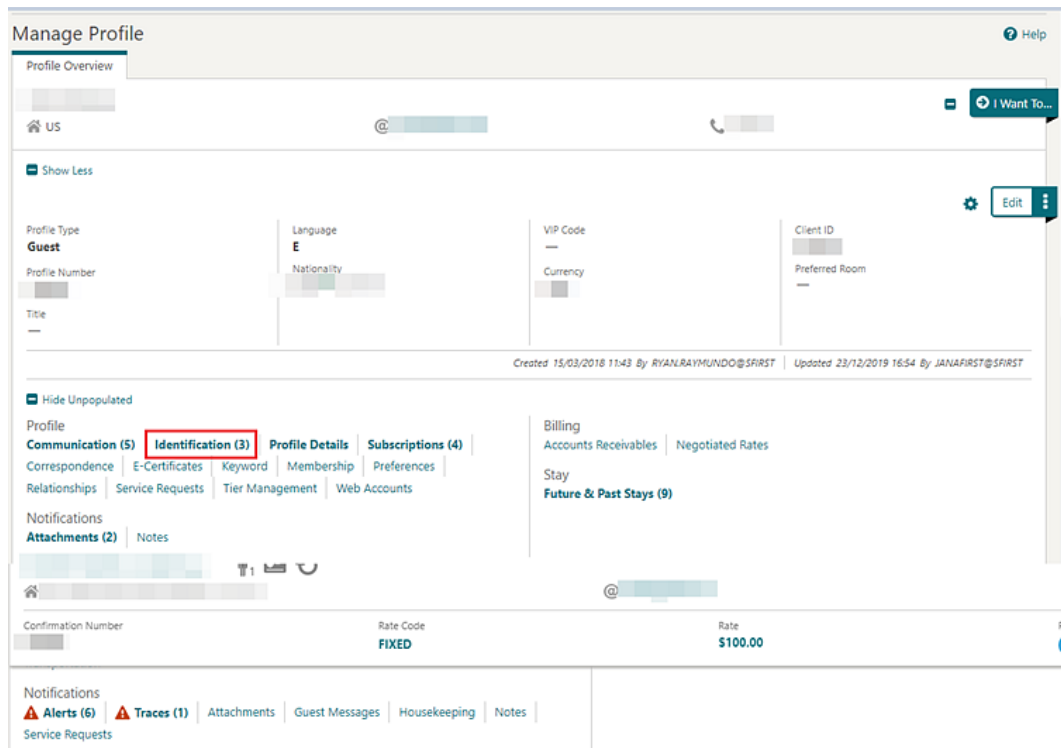 Manage Profile
Help
Profile Overview
I Want To...
US
@
Show Less
Edit
Profile Type
Guest
Language
E
VIP Code
—
Client ID
Profile Number
Nationality
Currency
Preferred Room
—
Title
—
Created 15/03/2018 11:43 By RYAN.RAYMUNDO@SFIRST Updated 23/12/2019 16:54 By JANAFIRST@SFIRST
Hide Unpopulated
Profile
Communication (5) Identification (3) Profile Details Subscriptions (4)
Correspondence E-Certificates Keyword Membership Preferences
Relationships Service Requests Tier Management Web Accounts
Billing
Accounts Receivables Negotiated Rates
Stay
Future & Past Stays (9)
Notifications
Attachments (2) Notes
1
@
Confirmation Number
Rate Code
FIXED
Rate
$100.00
Notifications
Alerts (6) Traces (1) Attachments Guest Messages Housekeeping Notes
Service Requests